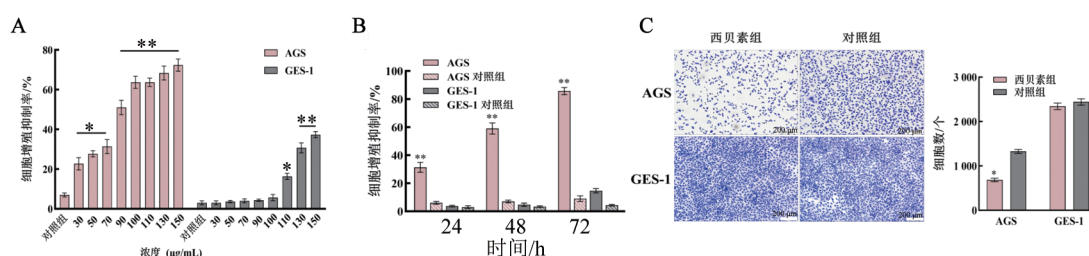 A
细胞增殖抑制率/%
80
60
40
20
0
*
**
*
**
AGS
GES-1
对照组 30 50 70 90 100 110 130 150 对照组 30 50 70 90 100 110 130 150
浓度 (μg/mL)
B
细胞增殖抑制率/%
100
80
60
40
20
0
AGS
AGS 对照组
GES-1
GES-1 对照组
**
**
**
24 48 72
时间/h
C
西贝素组 对照组
AGS
200 μm 200 μm
GES-1
200 μm 200 μm
细胞数/个
3 000
2 000
1 000
0
西贝素组
对照组
*
AGS GES-1